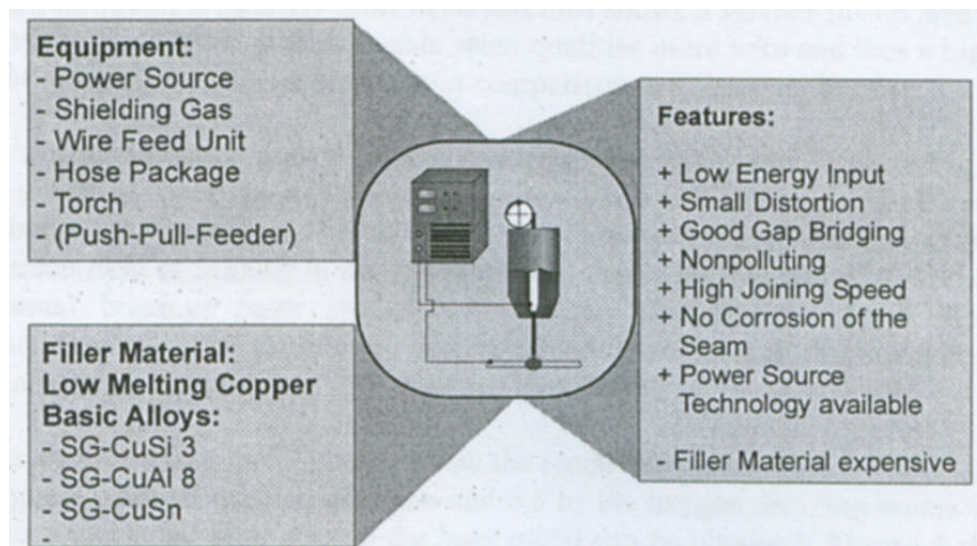 Equipment:
- Power Source
- Shielding Gas
- Wire Feed Unit
- Hose Package
- Torch
- (Push-Pull-Feeder)
Filler Material:
Low Melting Copper
Basic Alloys:
- SG-CuSi 3
- SG-CuAl 8
- SG-CuSn
- ...
Features:
+ Low Energy Input
+ Small Distortion
+ Good Gap Bridging
+ Nonpolluting
+ High Joining Speed
+ No Corrosion of the
Seam
+ Power Source
Technology available
- Filler Material expensive